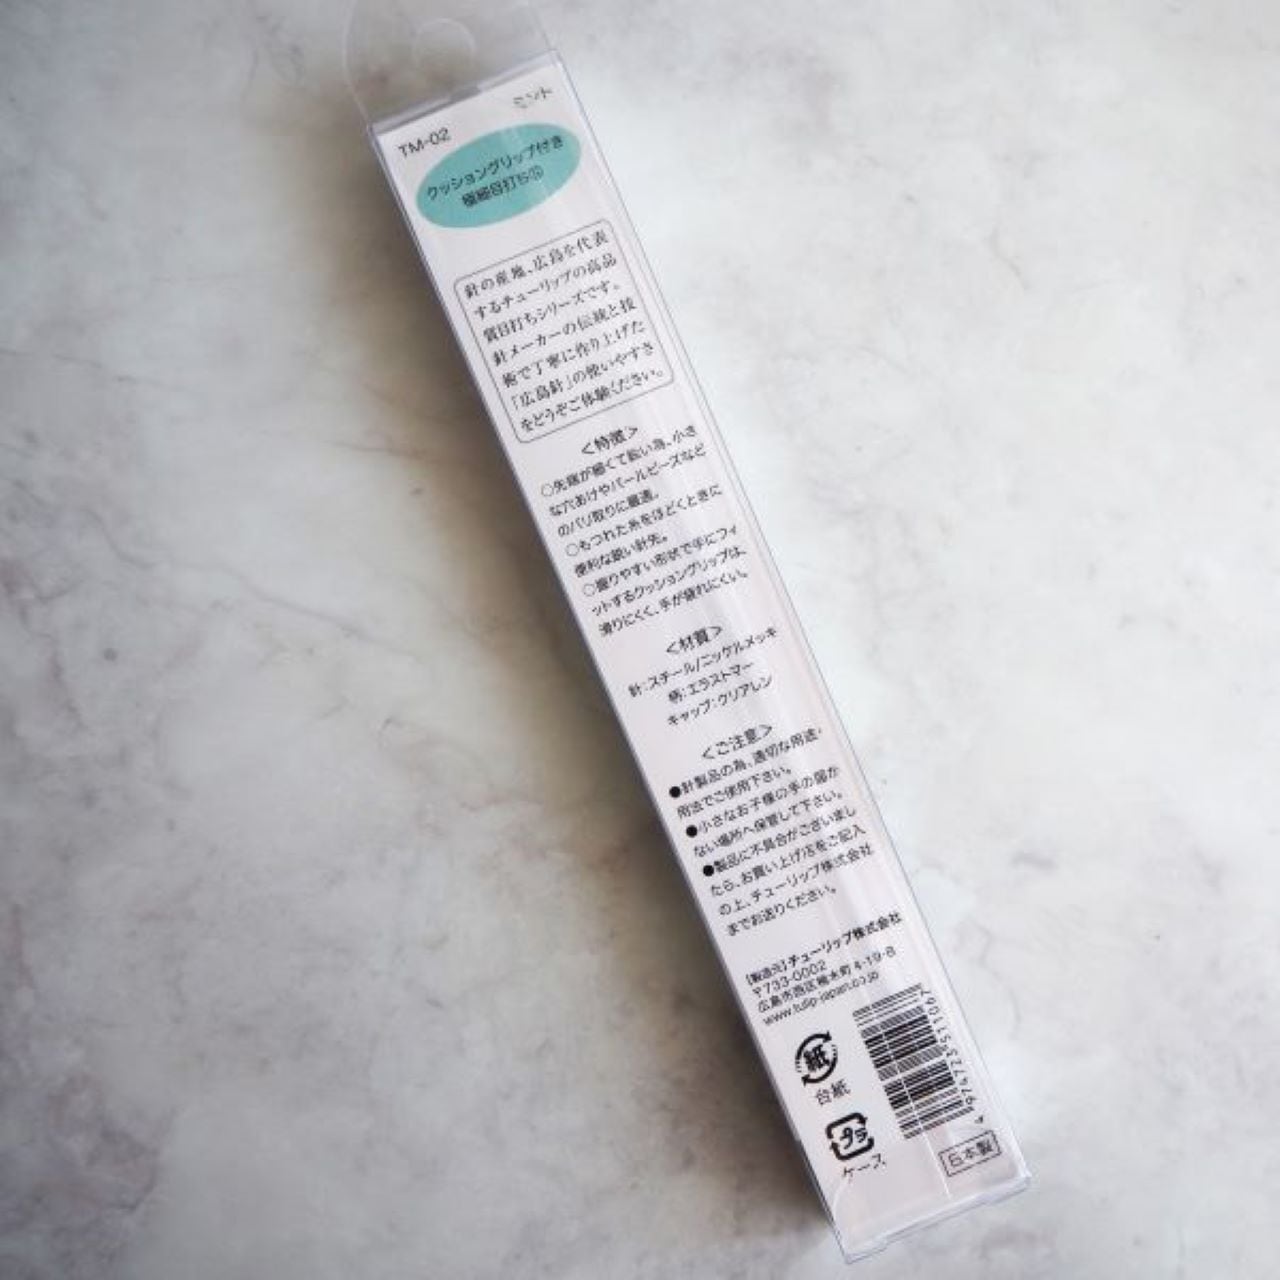 TM-02
ミント
クッショングリップ付き
極細目打ち
針の産地、広島を代表
するチューリップの高品
質目打ちシリーズです。
針メーカーの伝統と技
術で丁寧に作り上げた
「広島針」の使いやすさ
をどうぞご体験ください。
＜特徴＞
○先端が細くて鋭い為、小さ
な穴あけやパールビーズなど
のバリ取りに最適。
○もつれた糸をほどくときに
便利な鋭い針先。
○握りやすい形状で手にフィ
ットするクッショングリップは、
滑りにくく、手が疲れにくい。
＜材質＞
針:スチール/ニッケルメッキ
柄:エラストマー
キャップ:クリアレン
＜ご注意＞
●針製品の為、適切な用途・
用法でご使用下さい。
●小さなお子様の手の届か
ない場所へ保管して下さい。
●製品に不具合がございまし
たら、お買い上げ店をご記入
の上、チューリップ株式会社
までお送りください。
【製造元】チューリップ株式会社
〒733-0002
広島市西区楠木町4-19-8
www.tulip-japan.co.jp
紙
台紙
プラ
ケース
日本製